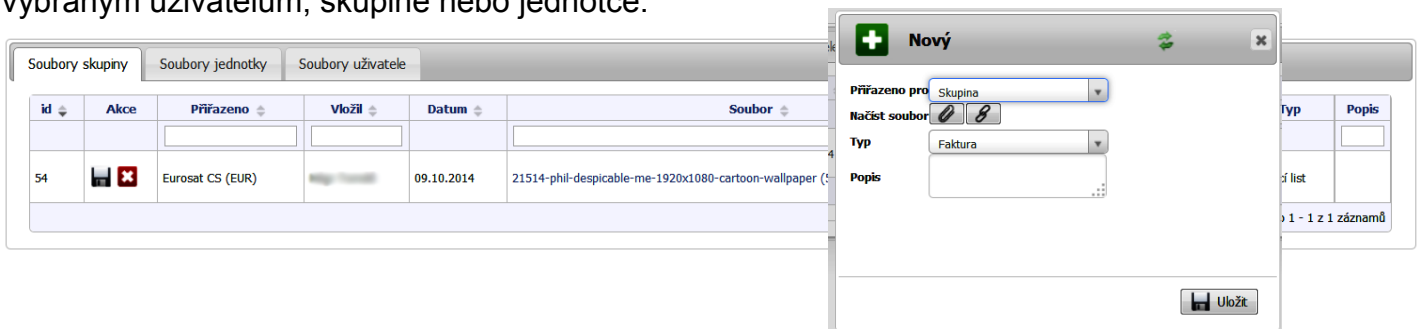 vybraným uživatelům, skupině nebo jednotce.
Soubory skupiny Soubory jednotky Soubory uživatele
id Akce Přiřazeno Vložil Datum Soubor Typ Popis
54 Eurosat CS (EUR) 09.10.2014 21514-phil-despicable-me-1920x1080-cartoon-wallpaper cí list
1 - 1 z 1 záznamů
Nový
Přiřazeno pro Skupina
Načíst soubor
Typ Faktura
Popis
Uložit